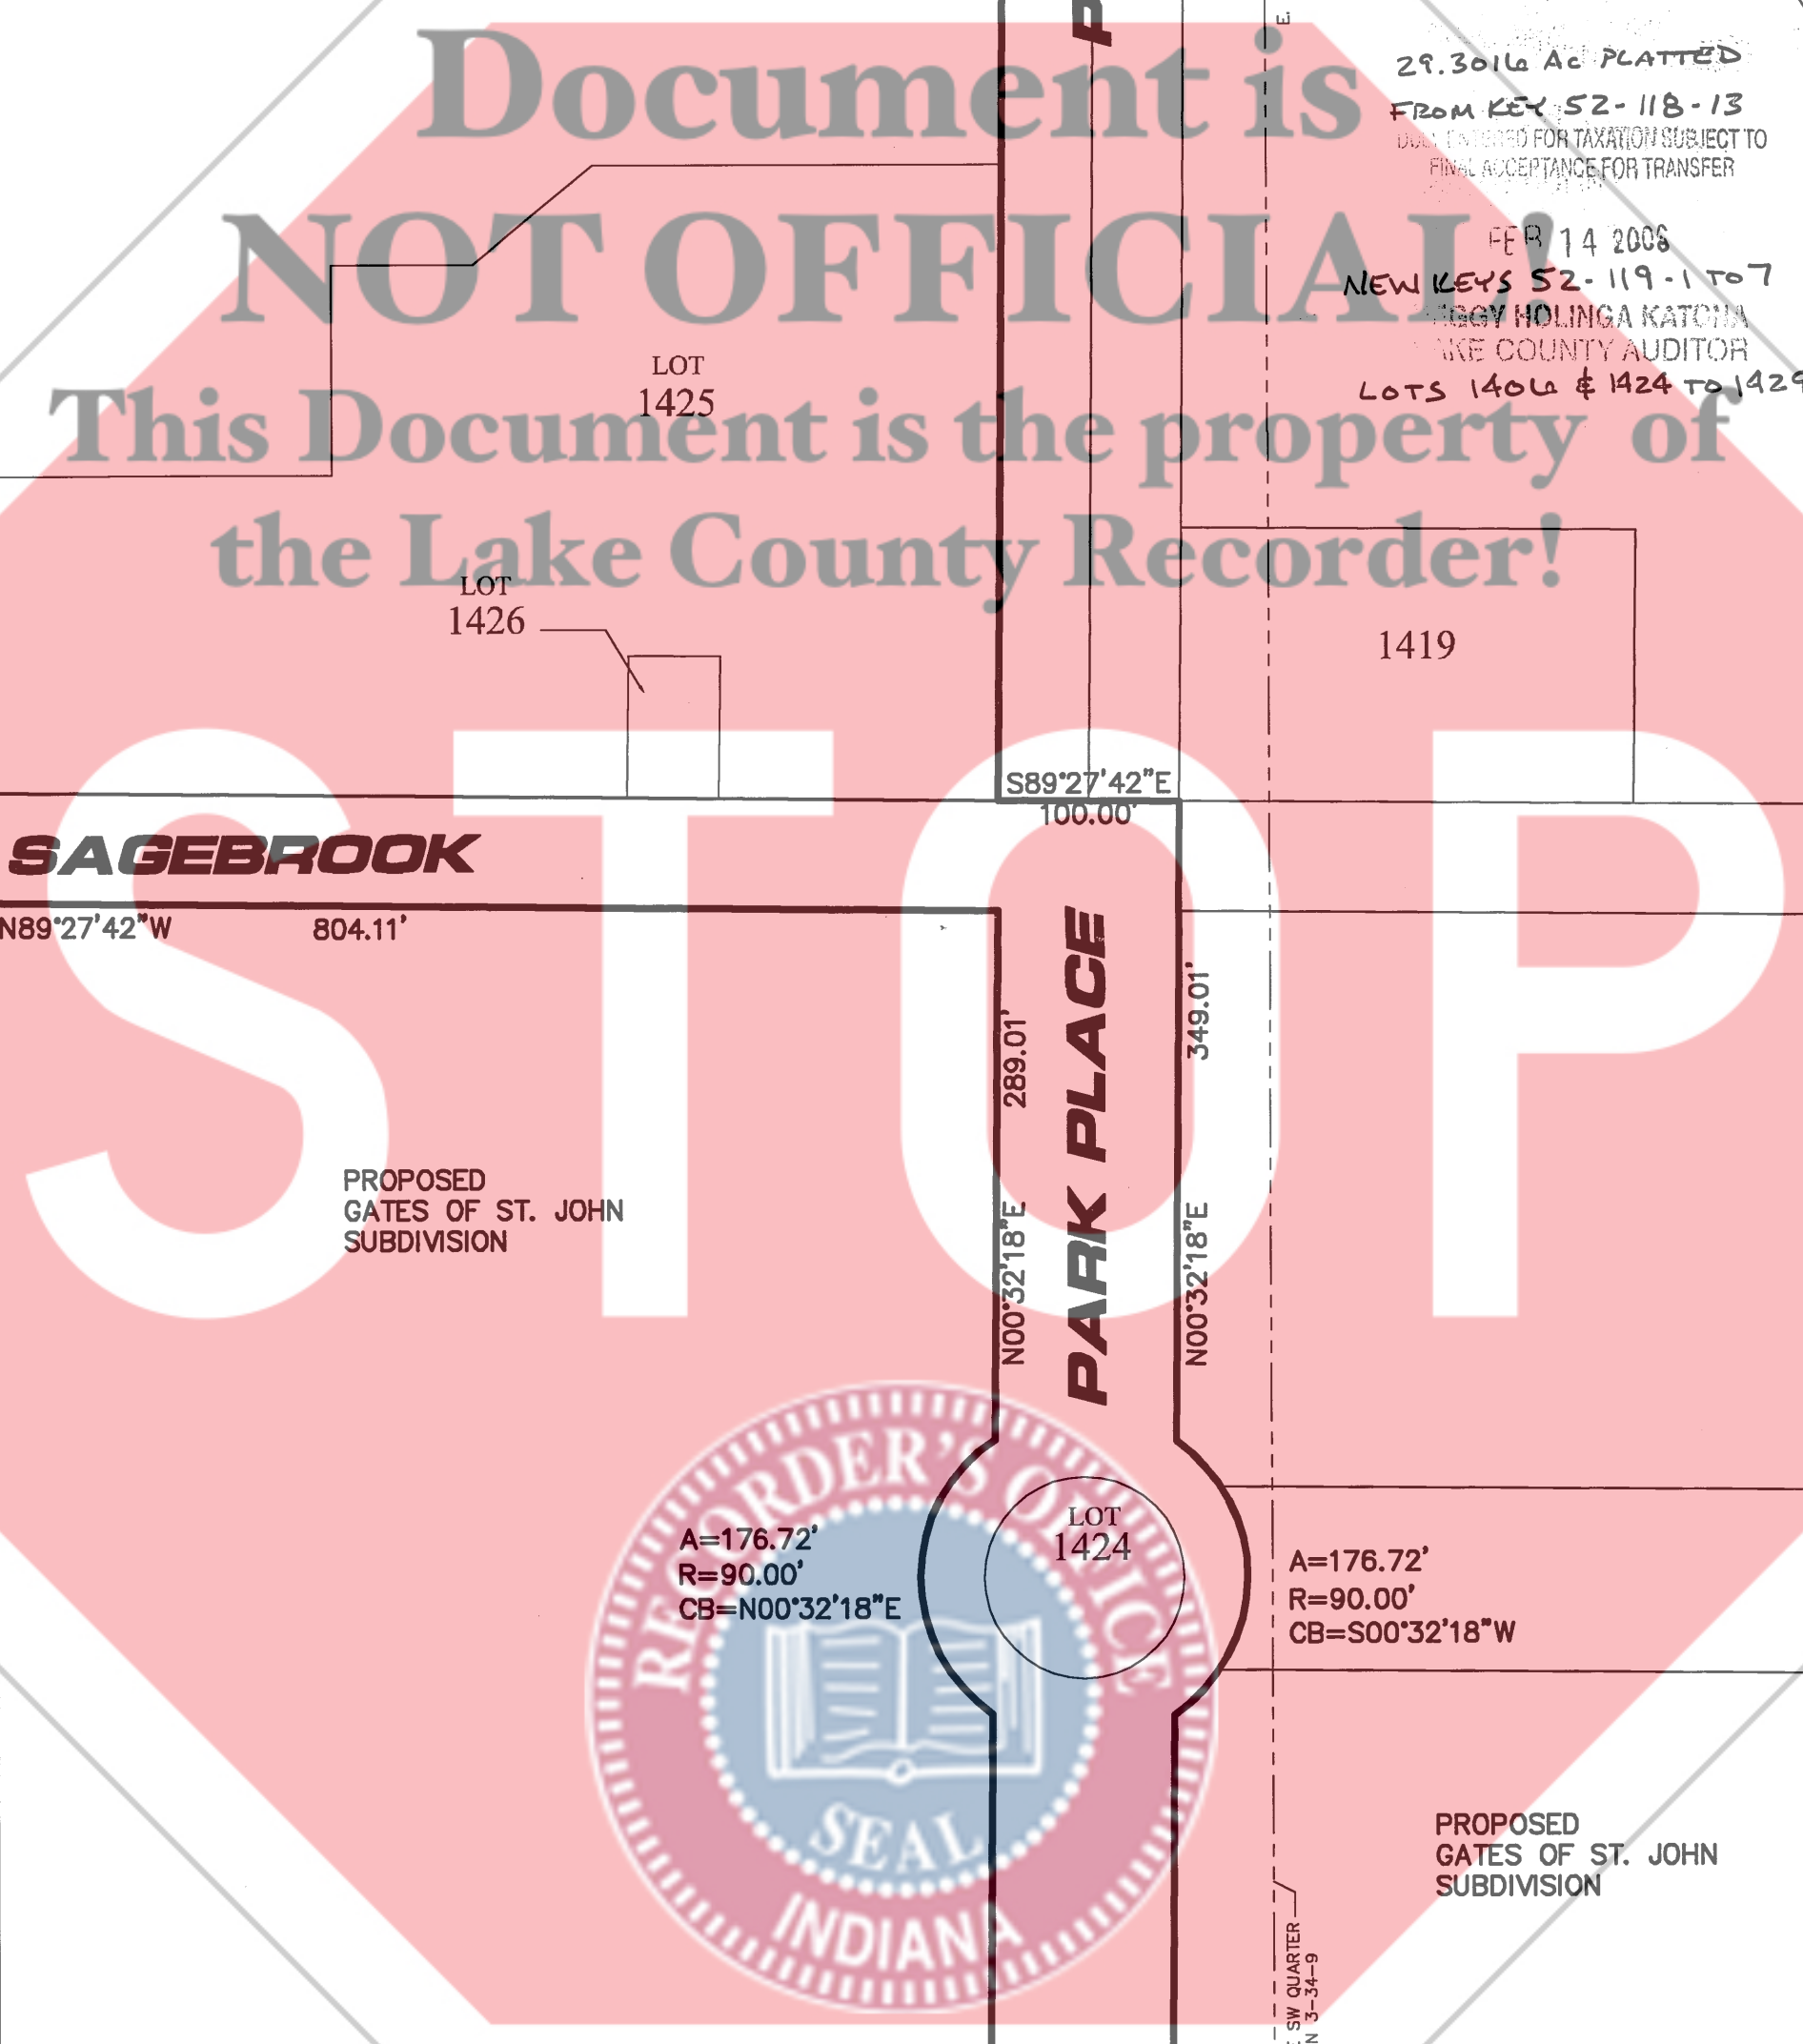 Document is
NOT OFFICIAL!
This Document is the property of
the Lake County Recorder!
STOP
P
E.
29.3016 AC PLATTED
FROM KEY 52-118-13
FOR TAXATION SUBJECT TO
FINAL ACCEPTANCE FOR TRANSFER
FEB 14 2006
NEW KEYS 52-119-1 TO 7
HOLINGA KATONA
COUNTY AUDITOR
LOTS 1406 & 1424 TO 1429
LOT
1425
LOT
1426
1419
S89°27'42"E
100.00'
SAGEBROOK
N89°27'42"W 804.11'
PARK PLACE
289.01'
N00°32'18"E
349.01'
N00°32'18"E
PROPOSED
GATES OF ST. JOHN
SUBDIVISION
LOT
1424
A=176.72'
R=90.00'
CB=N00°32'18"E
A=176.72'
R=90.00'
CB=S00°32'18"W
RECORDER'S OFFICE
SEAL
INDIANA
PROPOSED
GATES OF ST. JOHN
SUBDIVISION
SW QUARTER
3-34-9